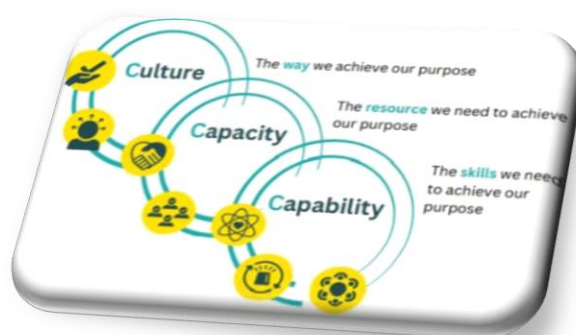 Culture
The way we achieve our purpose
Capacity
The resource we need to achieve
our purpose
Capability
The skills we need
to achieve our
purpose